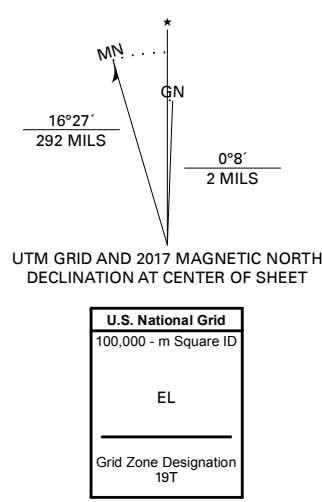 ★
MN
GN
16°27´
292 MILS
0°8´
2 MILS
UTM GRID AND 2017 MAGNETIC NORTH
DECLINATION AT CENTER OF SHEET
U.S. National Grid
100,000 - m Square ID
EL
Grid Zone Designation
19T